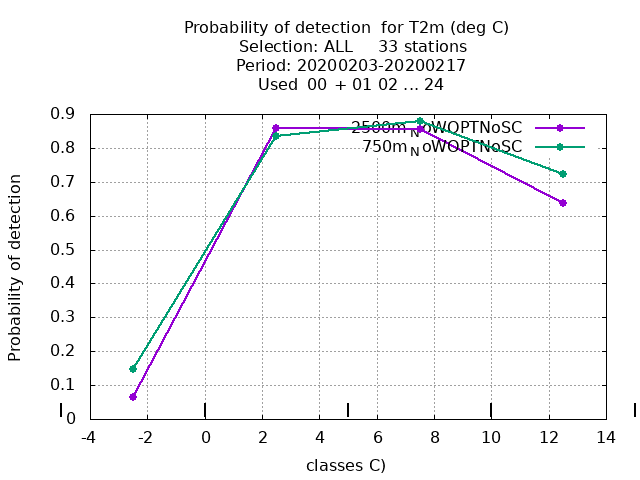 Probability of detection  for T2m (deg C)
Selection: ALL     33 stations
Period: 20200203-20200217
Used  00  + 01 02 ... 24
2500m_NoWOPTNoSC
750m_NoWOPTNoSC
Probability of detection
0.9
0.8
0.7
0.6
0.5
0.4
0.3
0.2
0.1
0
-4 -2 0 2 4 6 8 10 12 14
classes C)